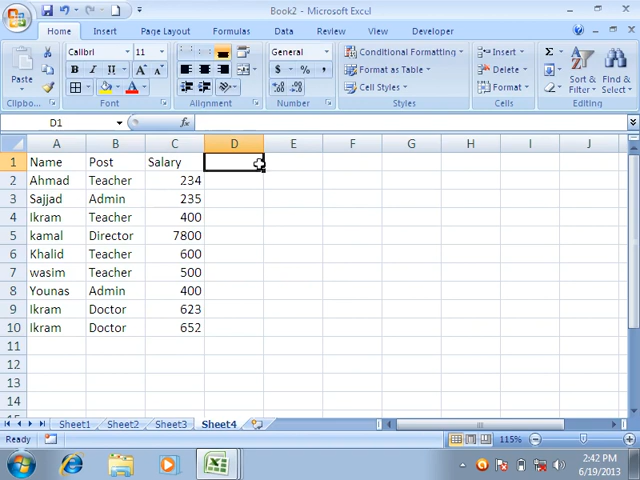 Book2 - Microsoft Excel
Home Insert Page Layout Formulas Data Review View Developer
Paste
Clipboa...
Calibri 11
B I U A A
Font
Alignment
General
$ % ,
Number
Conditional Formatting
Format as Table
Cell Styles
Styles
Insert
Delete
Format
Cells
Σ
Sort & Filter
Find & Select
Editing
D1 fx
A B C D E F G H I J
1 Name Post Salary
2 Ahmad Teacher 234
3 Sajjad Admin 235
4 Ikram Teacher 400
5 kamal Director 7800
6 Khalid Teacher 600
7 wasim Teacher 500
8 Younas Admin 400
9 Ikram Doctor 623
10 Ikram Doctor 652
11
12
13
14
Sheet1 Sheet2 Sheet3 Sheet4
Ready 115%
2:42 PM
6/19/2013